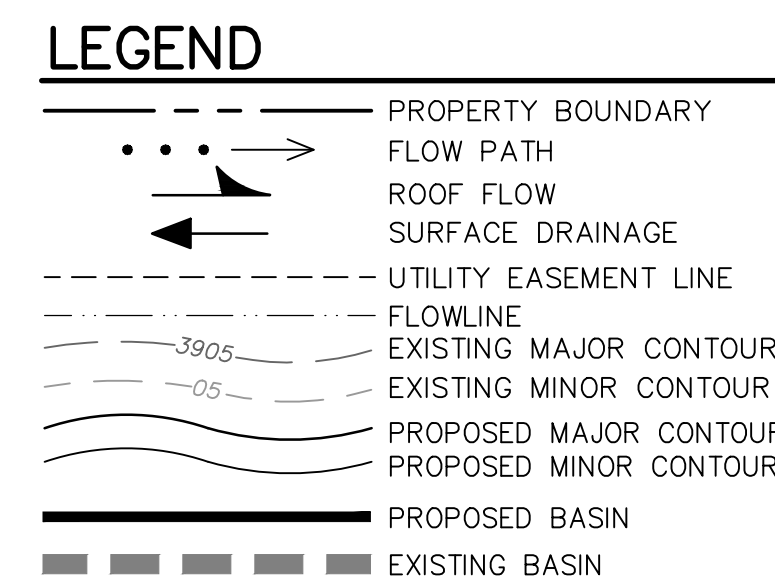 LEGEND
PROPERTY BOUNDARY
FLOW PATH
ROOF FLOW
SURFACE DRAINAGE
UTILITY EASEMENT LINE
FLOWLINE
3905 EXISTING MAJOR CONTOUR
05 EXISTING MINOR CONTOUR
PROPOSED MAJOR CONTOUR
PROPOSED MINOR CONTOUR
PROPOSED BASIN
EXISTING BASIN